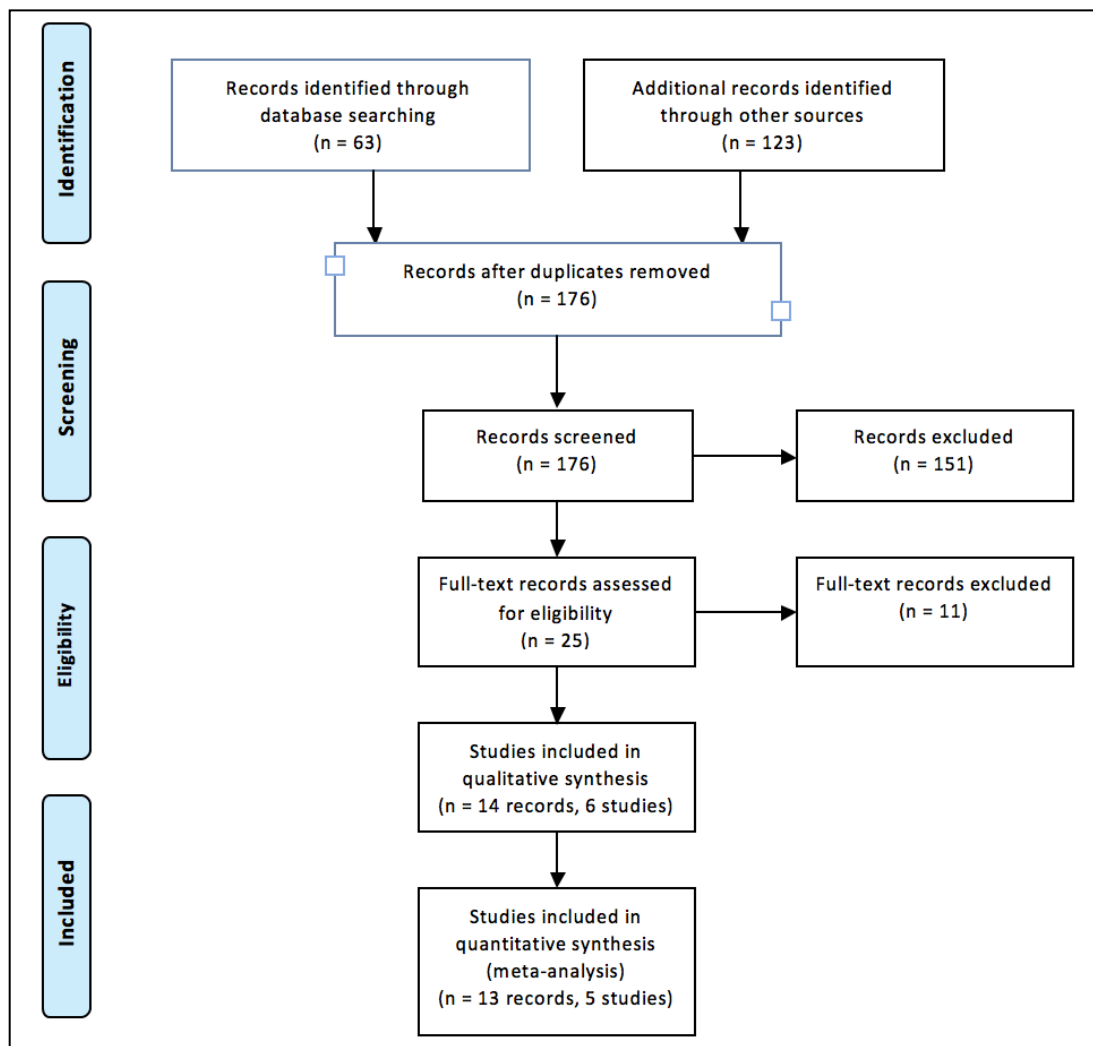 Identification
Records identified through
database searching
(n = 63)
Additional records identified
through other sources
(n = 123)
Records after duplicates removed
(n = 176)
Screening
Records screened
(n = 176)
Records excluded
(n = 151)
Eligibility
Full-text records assessed
for eligibility
(n = 25)
Full-text records excluded
(n = 11)
Studies included in
qualitative synthesis
(n = 14 records, 6 studies)
Included
Studies included in
quantitative synthesis
(meta-analysis)
(n = 13 records, 5 studies)